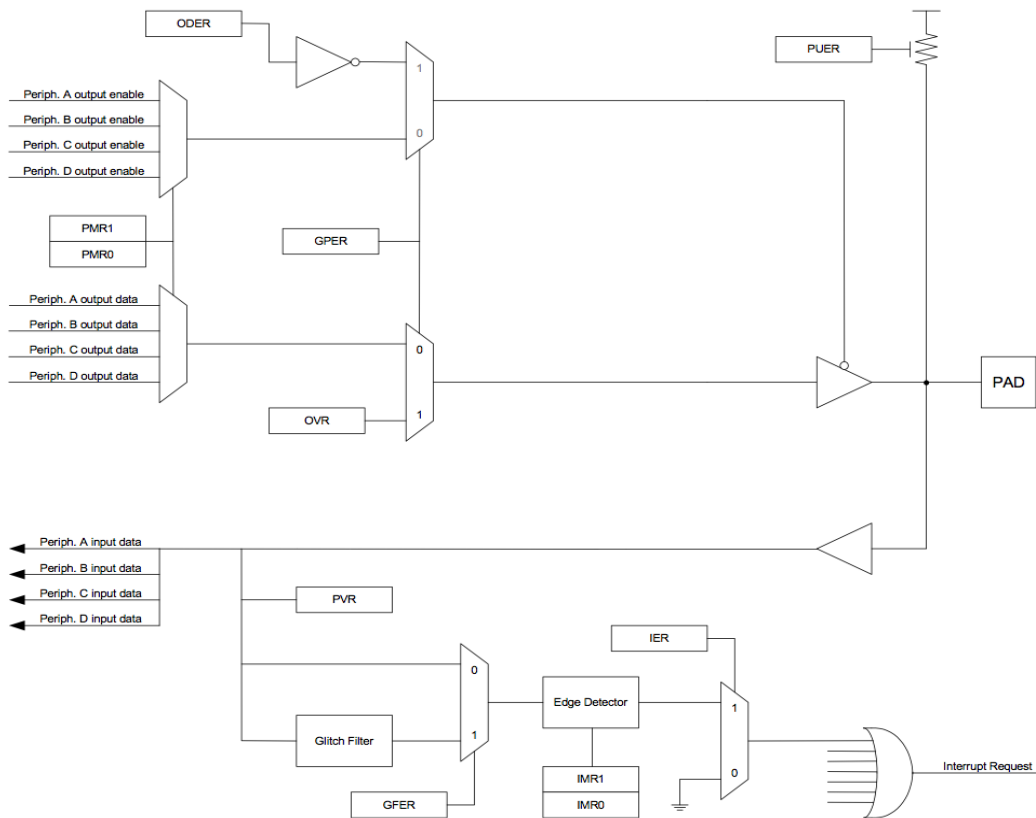 ODER
PUER
1
Periph. A output enable
Periph. B output enable
0
Periph. C output enable
Periph. D output enable
PMR1
GPER
PMR0
Periph. A output data
Periph. B output data
0
Periph. C output data
Periph. D output data
PAD
OVR
1
Periph. A input data
Periph. B input data
PVR
Periph. C input data
Periph. D input data
IER
0
Edge Detector
1
Glitch Filter
1
0
Interrupt Request
IMR1
GFER
IMR0